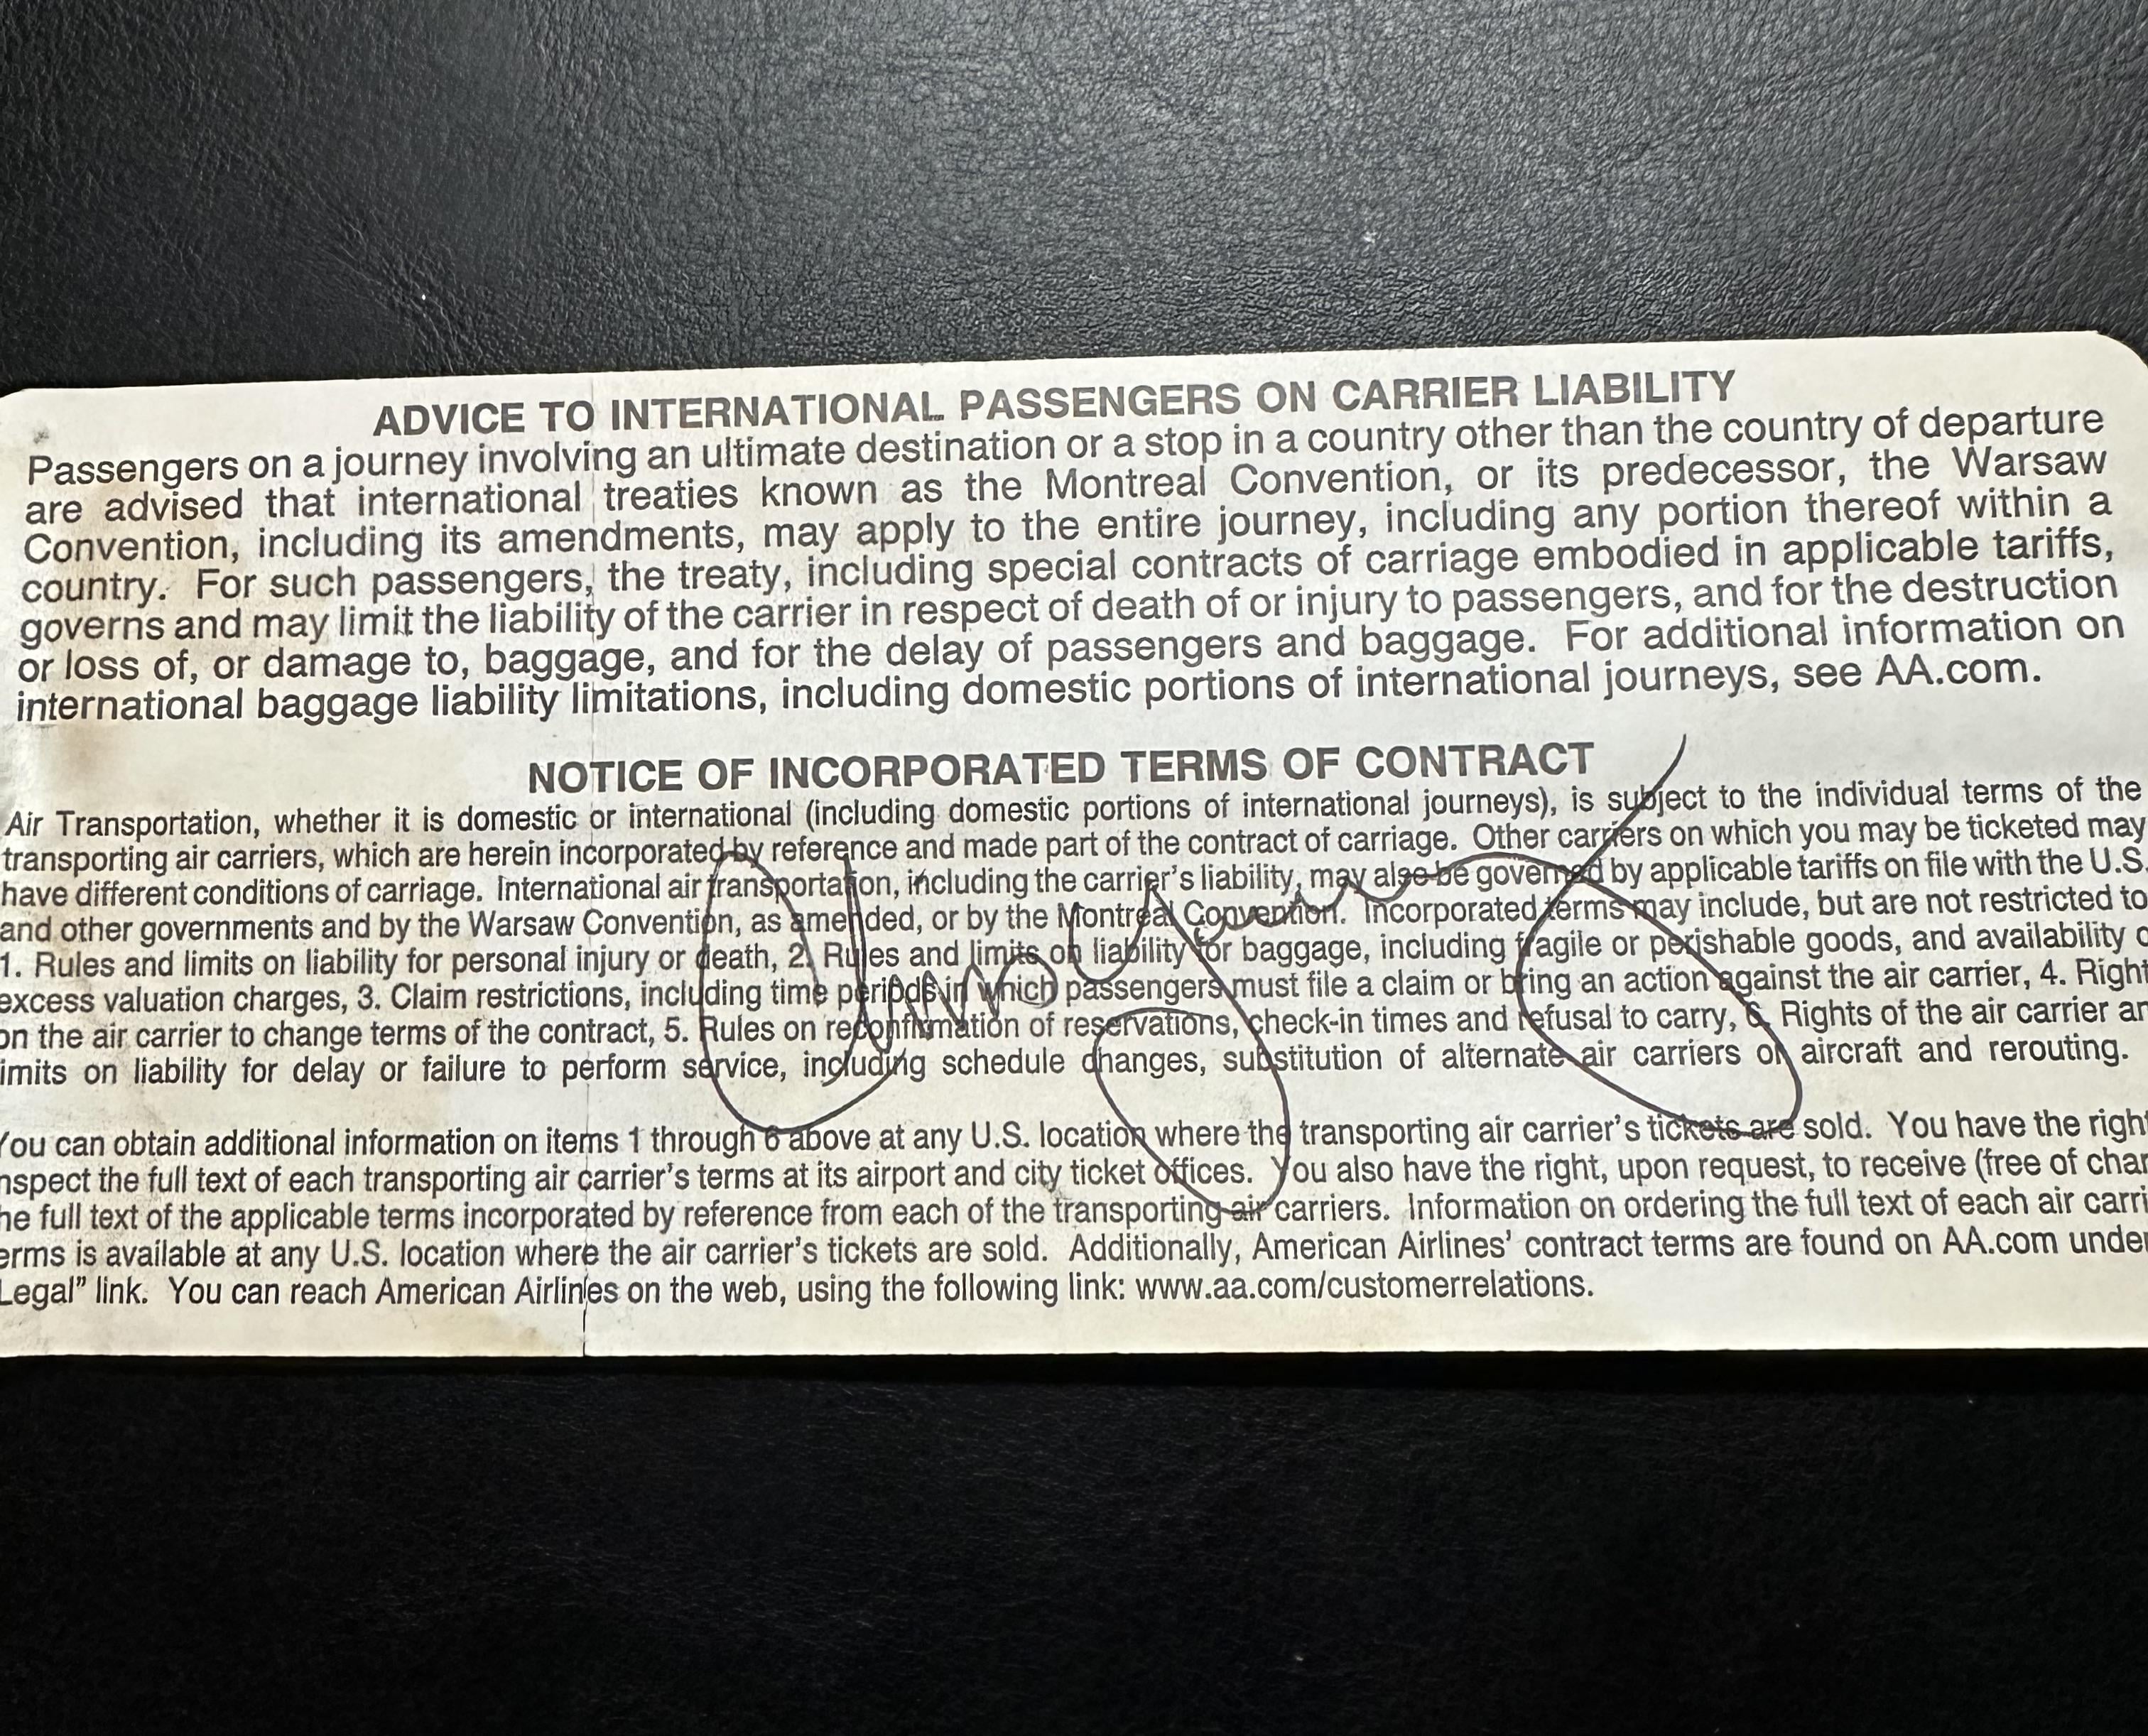 ADVICE TO INTERNATIONAL PASSENGERS ON CARRIER LIABILITY
Passengers on a journey involving an ultimate destination or a stop in a country other than the country of departure
are advised that international treaties known as the Montreal Convention, or its predecessor, the Warsaw
Convention, including its amendments, may apply to the entire journey, including any portion thereof within a
country. For such passengers, the treaty, including special contracts of carriage embodied in applicable tariffs,
governs and may limit the liability of the carrier in respect of death of or injury to passengers, and for the destruction
or loss of, or damage to, baggage, and for the delay of passengers and baggage. For additional information on
international baggage liability limitations, including domestic portions of international journeys, see AA.com.
NOTICE OF INCORPORATED TERMS OF CONTRACT
Air Transportation, whether it is domestic or international (including domestic portions of international journeys), is subject to the individual terms of the
transporting air carriers, which are herein incorporated by reference and made part of the contract of carriage. Other carriers on which you may be ticketed may
have different conditions of carriage. International air transportation, including the carrier's liability, may also be governed by applicable tariffs on file with the U.S.
and other governments and by the Warsaw Convention, as amended, or by the Montreal Convention. Incorporated terms may include, but are not restricted to
1. Rules and limits on liability for personal injury or death, 2. Rules and limits on liability for baggage, including fragile or perishable goods, and availability o
excess valuation charges, 3. Claim restrictions, including time periods in which passengers must file a claim or bring an action against the air carrier, 4. Right
on the air carrier to change terms of the contract, 5. Rules on reconfirmation of reservations, check-in times and refusal to carry, 6. Rights of the air carrier an
imits on liability for delay or failure to perform service, including schedule changes, substitution of alternate air carriers or aircraft and rerouting.
You can obtain additional information on items 1 through 6 above at any U.S. location where the transporting air carrier's tickets are sold. You have the right
nspect the full text of each transporting air carrier's terms at its airport and city ticket offices. You also have the right, upon request, to receive (free of char
he full text of the applicable terms incorporated by reference from each of the transporting air carriers. Information on ordering the full text of each air carri
erms is available at any U.S. location where the air carrier's tickets are sold. Additionally, American Airlines' contract terms are found on AA.com under
Legal" link. You can reach American Airlines on the web, using the following link: www.aa.com/customerrelations.